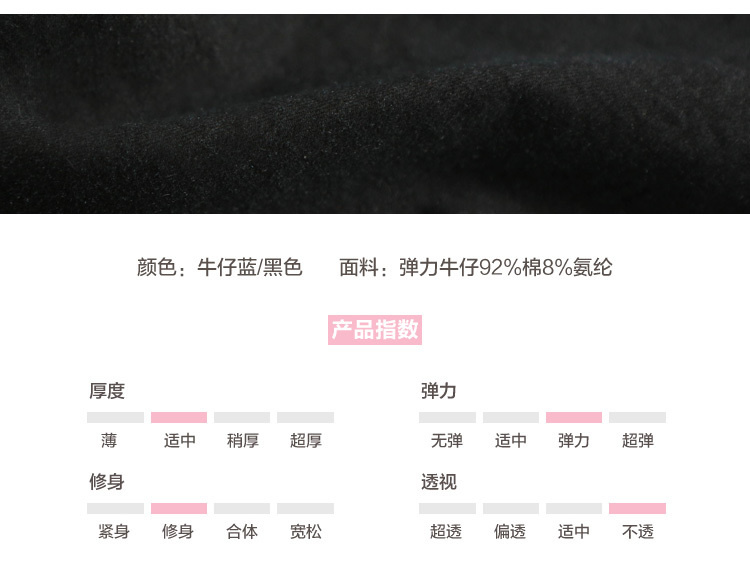 颜色：牛仔蓝/黑色 面料：弹力牛仔92%棉8%氨纶
产品指数
厚度 弹力
薄 适中 稍厚 超厚 无弹 适中 弹力 超弹
修身 透视
紧身 修身 合体 宽松 超透 偏透 适中 不透